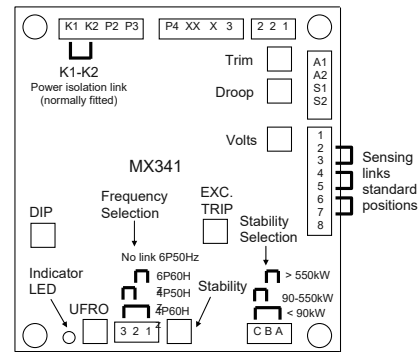 K1 K2 P2 P3
P4 XX X 3
2 2 1
K1-K2
Power isolation link
(normally fitted)
Trim
Droop
Volts
A1
A2
S1
S2
1
2
3
4
5
6
7
8
Sensing
links
standard
positions
MX341
Frequency
Selection
EXC.
TRIP
Stability
Selection
DIP
No link 6P50Hz
6P60H
Z
4P50H
Z
4P60H
Z
Indicator
LED
UFRO
3 2 1
Stability
> 550kW
90-550kW
< 90kW
C B A